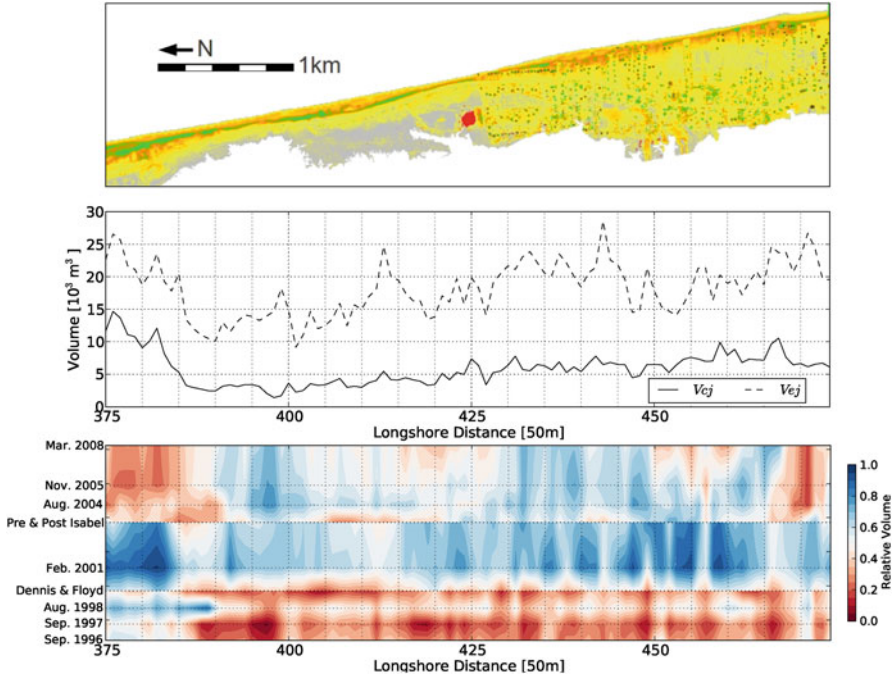 N
1km
30
25
20
15
10
5
0
Volume [10³ m³ ]
Vcj
Vej
375
400
425
450
Longshore Distance [50m]
Mar. 2008
Nov. 2005
Aug. 2004
Pre & Post Isabel
Feb. 2001
Dennis & Floyd
Aug. 1998
Sep. 1997
Sep. 1996
375
400
425
450
Longshore Distance [50m]
1.0
0.8
0.6
0.4
0.2
0.0
Relative Volume